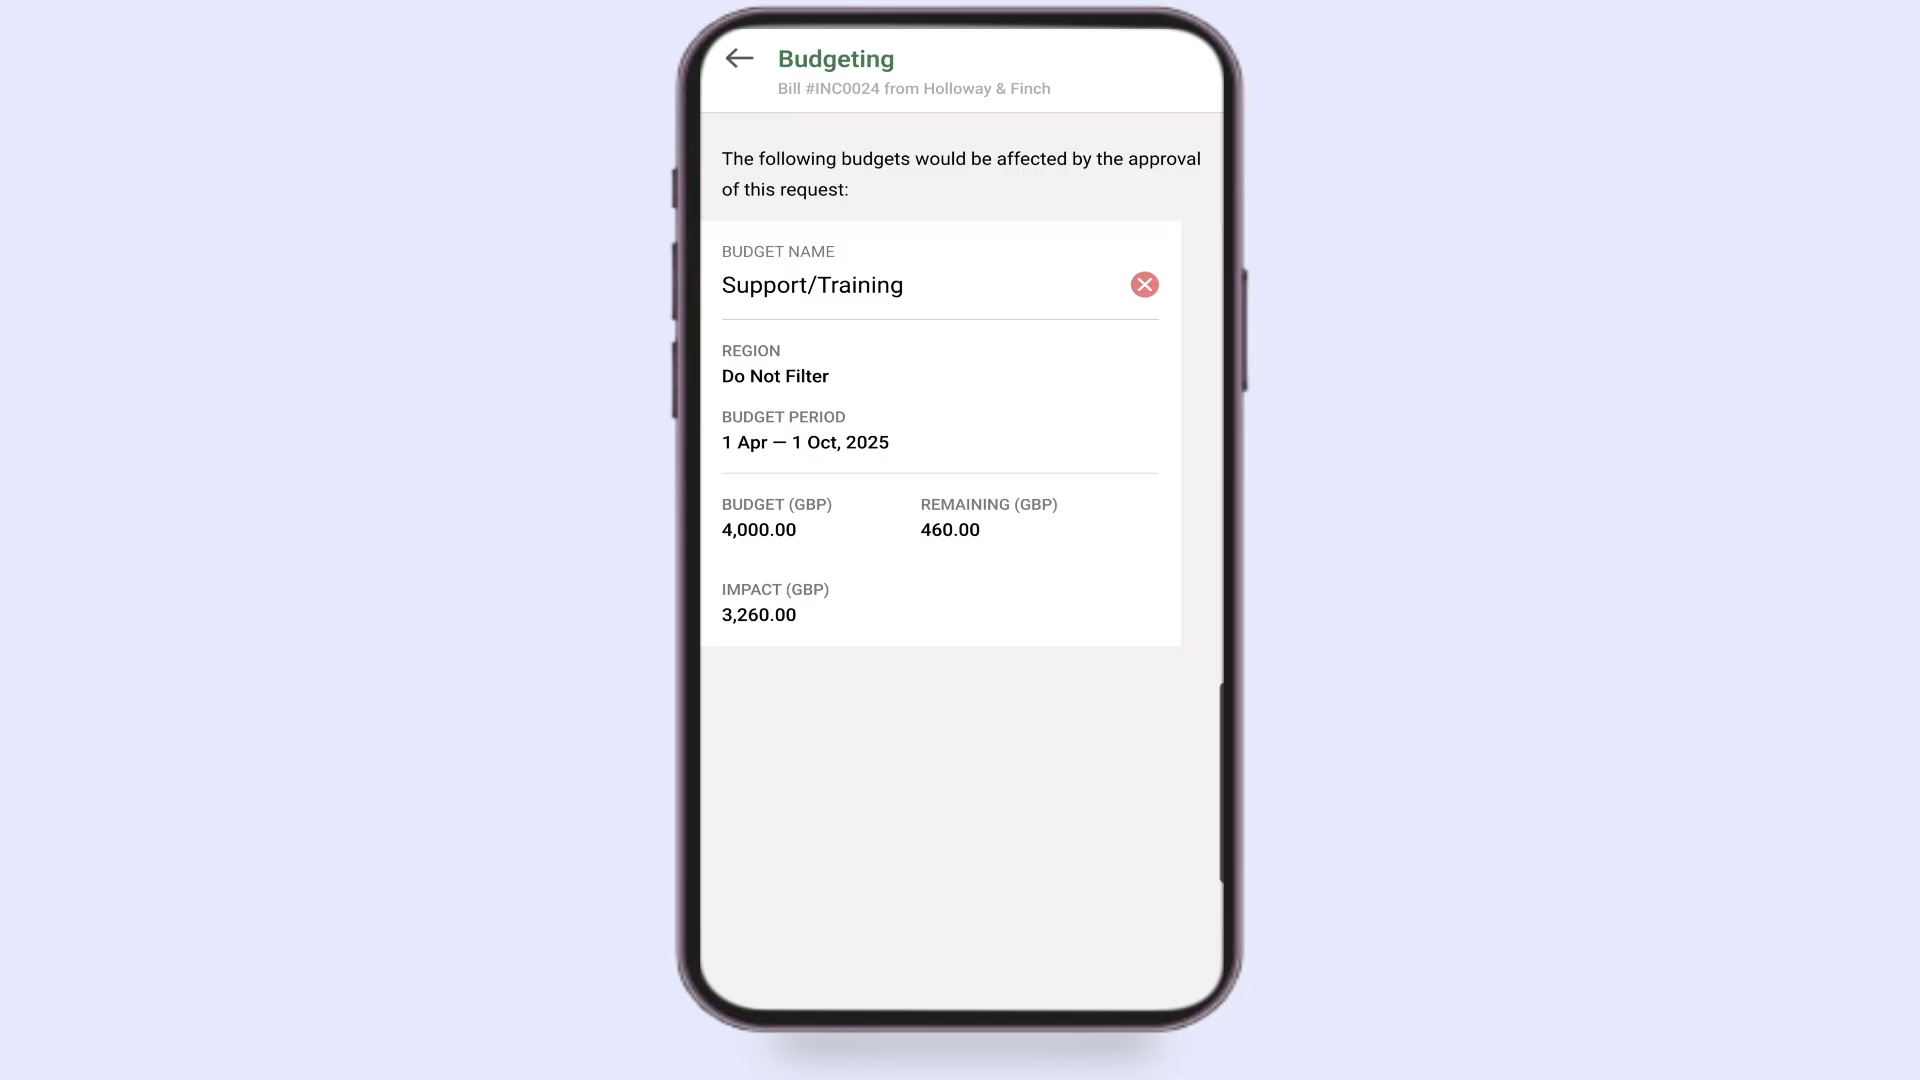 Budgeting
Bill #INC0024 from Holloway & Finch
The following budgets would be affected by the approval
of this request:
BUDGET NAME
Support/Training
REGION
Do Not Filter
BUDGET PERIOD
1 Apr — 1 Oct, 2025
BUDGET (GBP) REMAINING (GBP)
4,000.00 460.00
IMPACT (GBP)
3,260.00